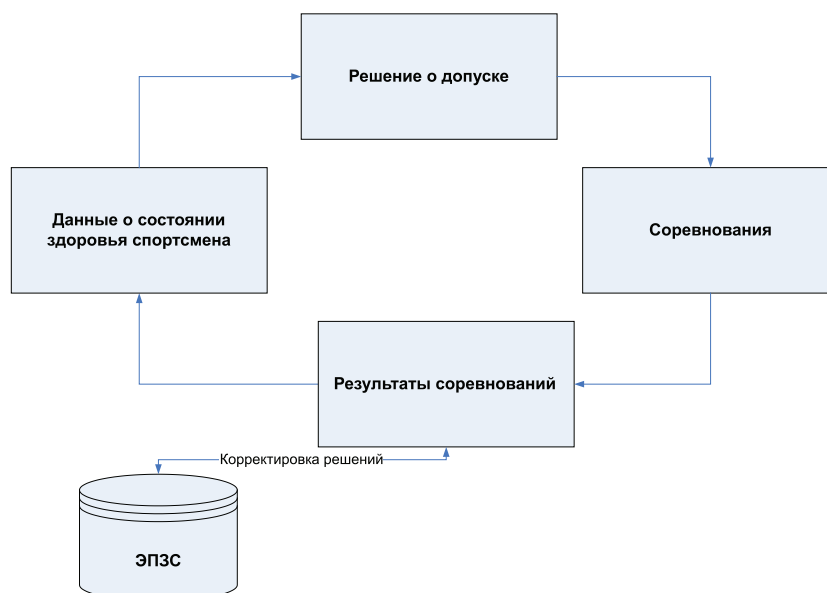 Решение о допуске
Данные о состоянии
здоровья спортсмена
Соревнования
Результаты соревнований
Корректировка решений
ЭПЗС